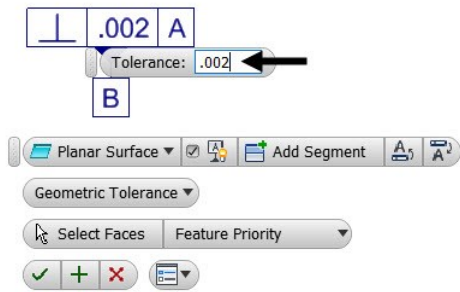 ⊥ .002 A
Tolerance: .002
B
Planar Surface Add Segment
Geometric Tolerance
Select Faces Feature Priority